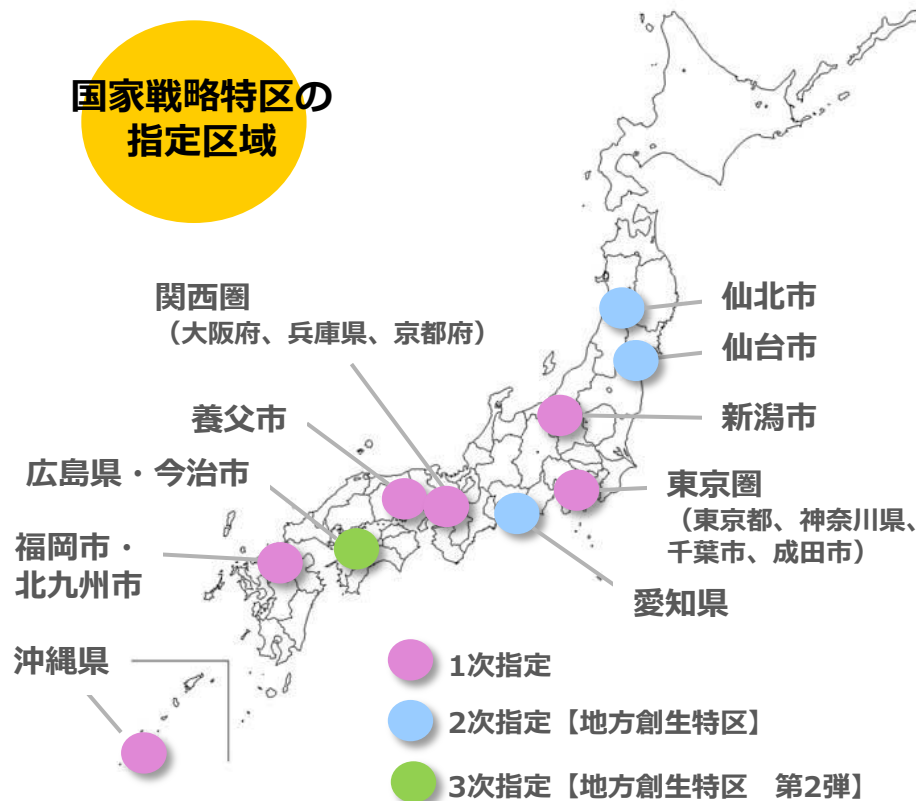 国家戦略特区の
指定区域
関西圏
（大阪府、兵庫県、京都府）
養父市
広島県・今治市
福岡市・
北九州市
沖縄県
仙北市
仙台市
新潟市
東京圏
（東京都、神奈川県、
千葉市、成田市）
愛知県
1次指定
2次指定【地方創生特区】
3次指定【地方創生特区　第2弾】